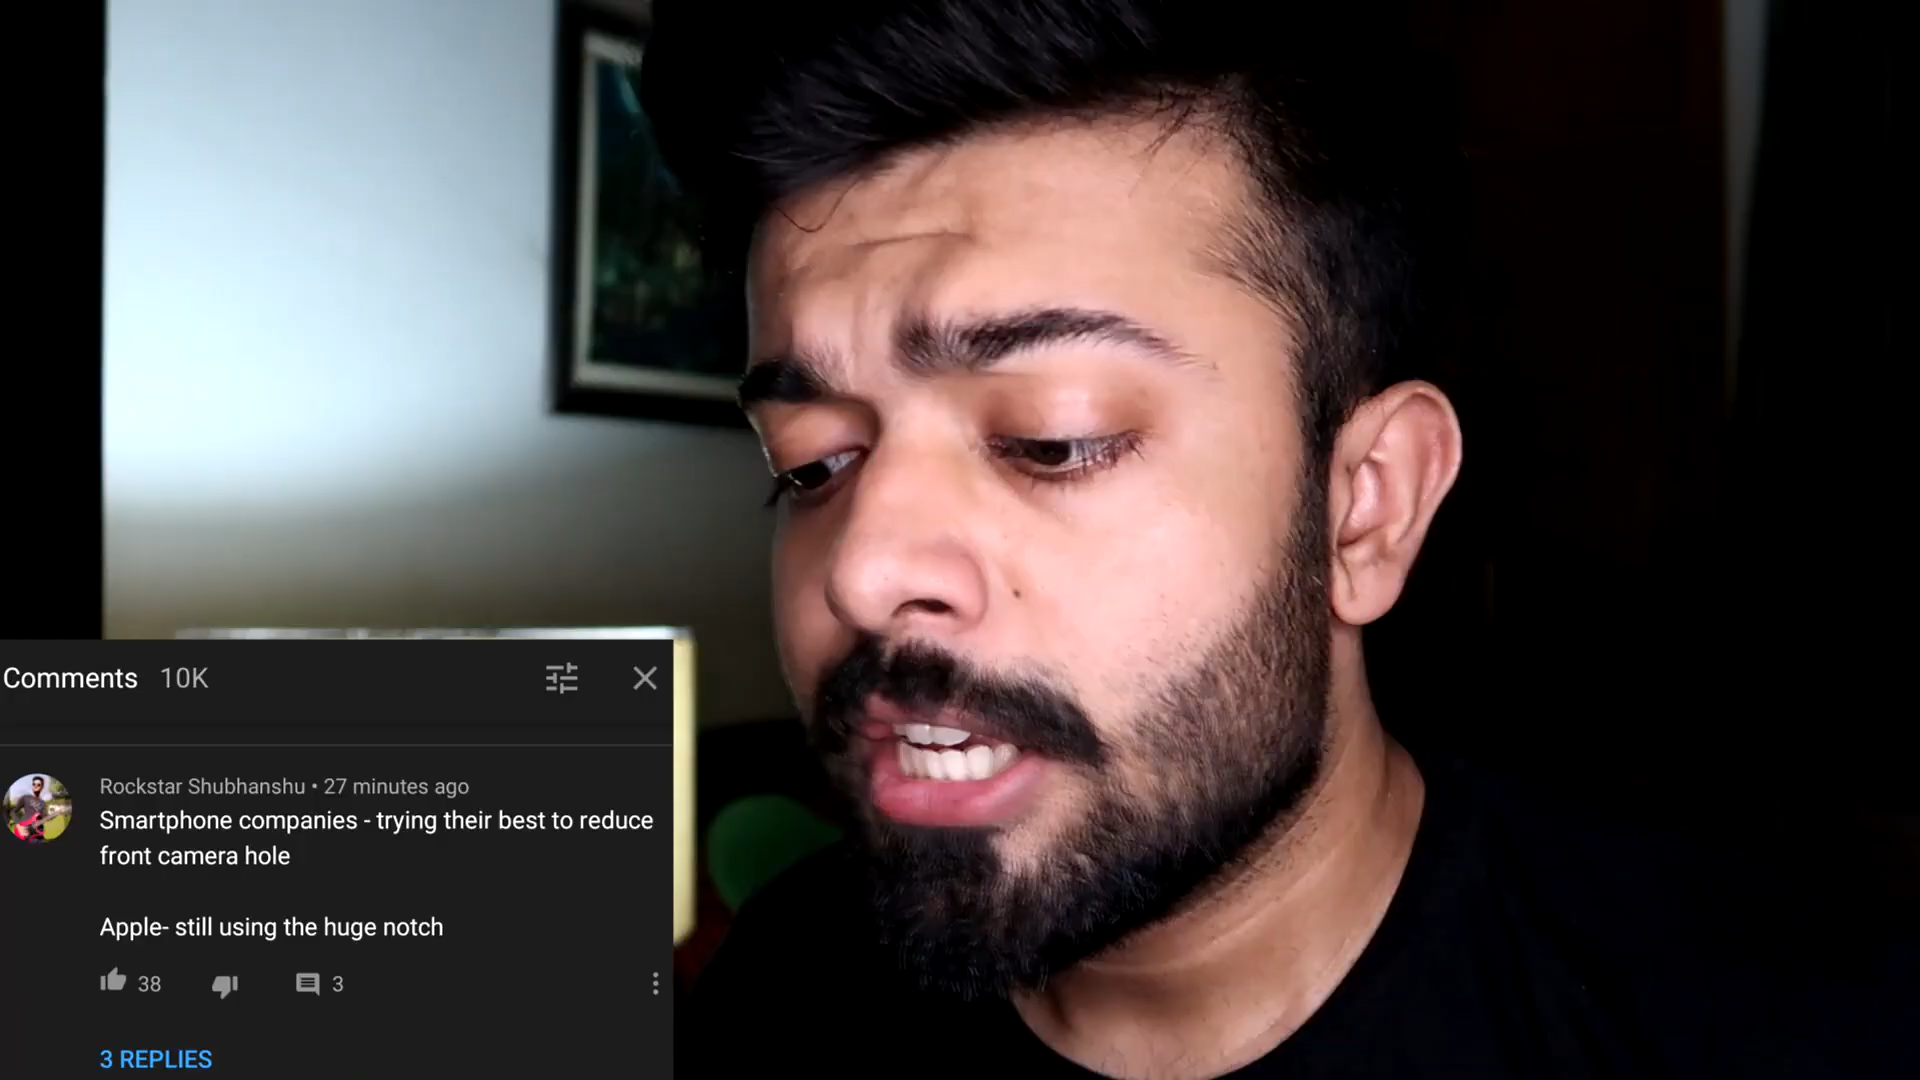 Comments 10K
Rockstar Shubhanshu • 27 minutes ago
Smartphone companies - trying their best to reduce
front camera hole
Apple- still using the huge notch
38 3
3 REPLIES